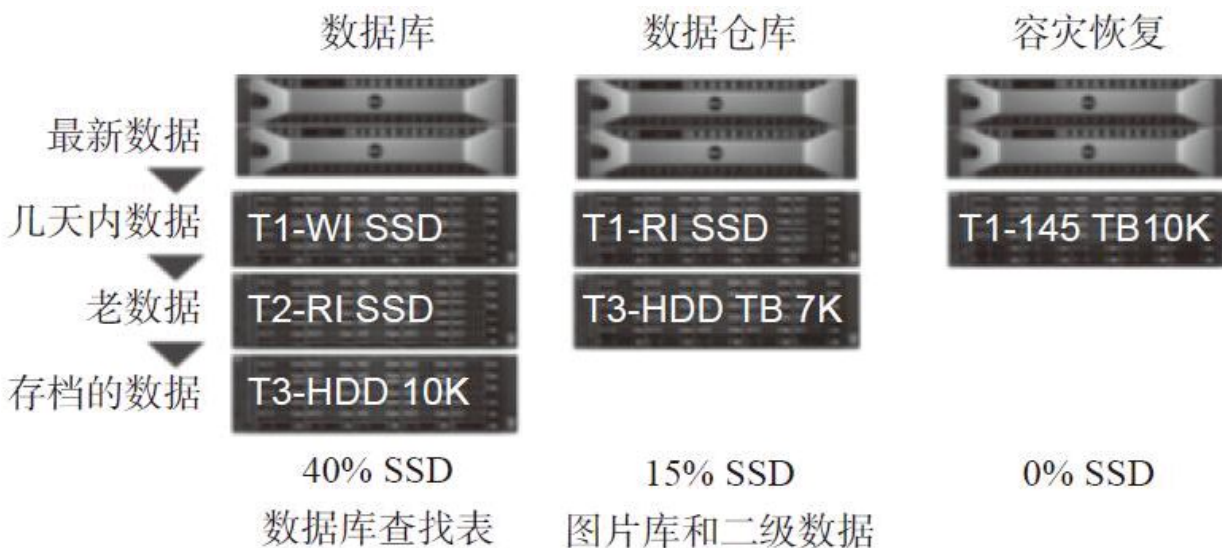 数据库 数据仓库 容灾恢复
最新数据
几天内数据 T1-WI SSD T1-RI SSD T1-145 TB10K
老数据 T2-RI SSD T3-HDD TB 7K
存档的数据 T3-HDD 10K
40% SSD 15% SSD 0% SSD
数据库查找表 图片库和二级数据